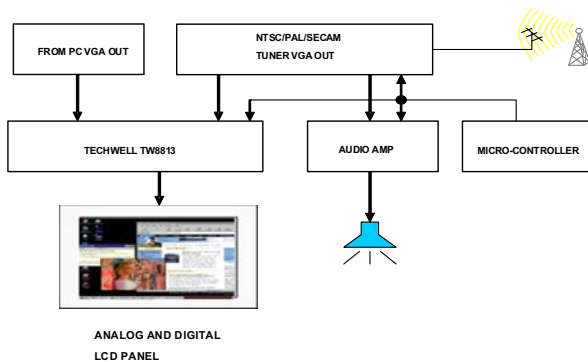 FROM PC VGA OUT
NTSC/PAL/SECAM
TUNER VGA OUT
TECHWELL TW8813
AUDIO AMP
MICRO-CONTROLLER
ANALOG AND DIGITAL
LCD PANEL